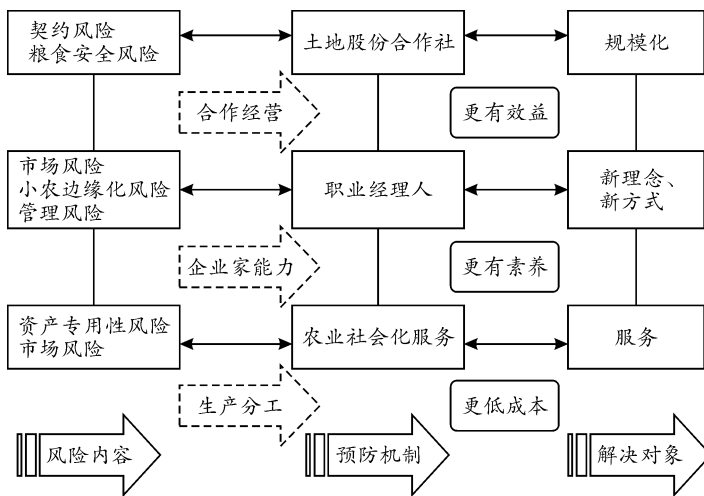 契约风险
粮食安全风险
土地股份合作社
规模化
合作经营
更有效益
市场风险
小农边缘化风险
管理风险
职业经理人
新理念、
新方式
企业家能力
更有素养
资产专用性风险
市场风险
农业社会化服务
服务
生产分工
更低成本
风险内容
预防机制
解决对象